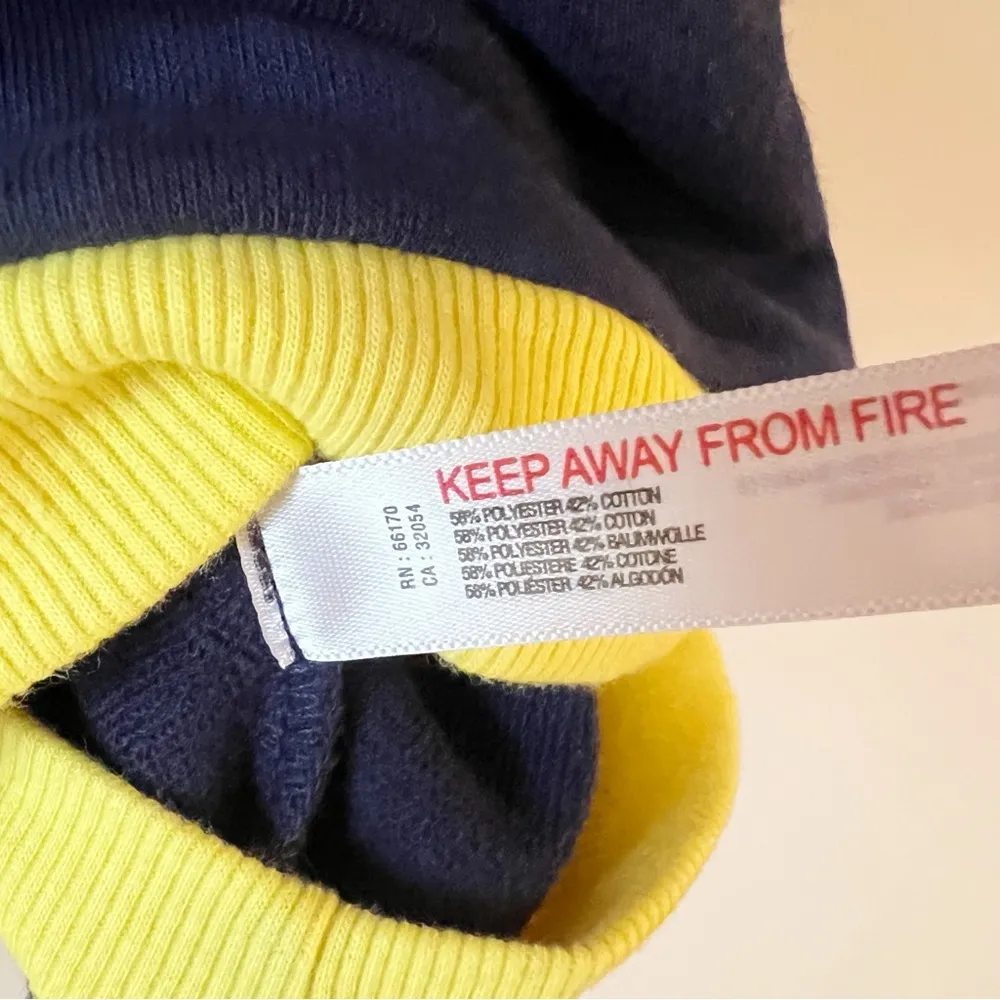 KEEP AWAY FROM FIRE
58% POLYESTER 42% COTTON
58% POLYESTER 42% COTON
58% POLYESTER 42% BAUMWOLLE
58% POLIESTERE 42% COTONE
58% POLIÉSTER 42% ALGODÓN
RN : 66170
CA : 32054